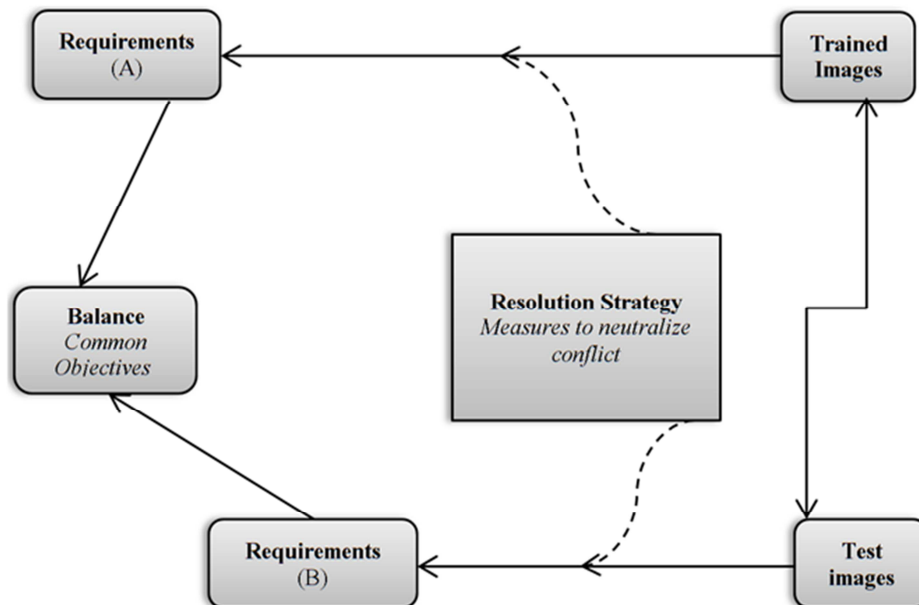 Requirements
(A)
Trained
Images
Resolution Strategy
Measures to neutralize
conflict
Balance
Common
Objectives
Requirements
(B)
Test
images